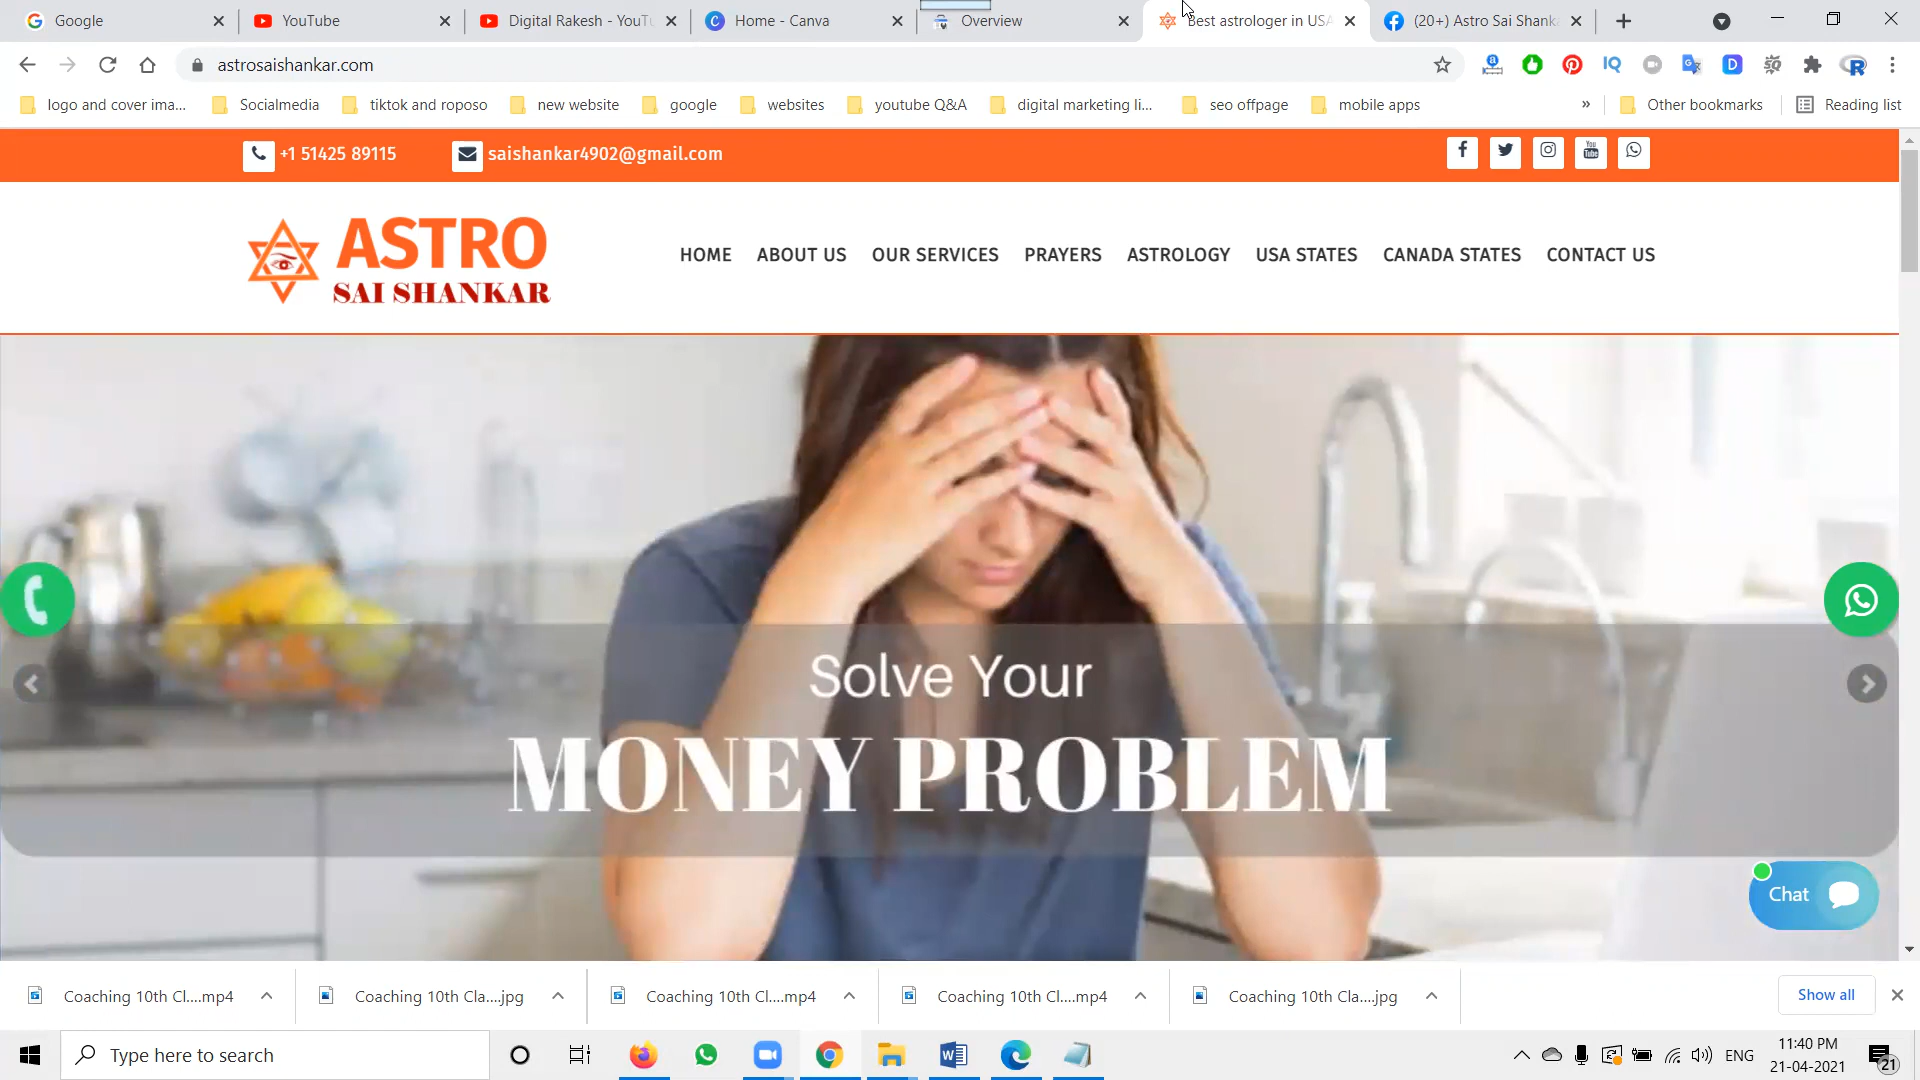 Google
YouTube
Digital Rakesh - YouTu
Home - Canva
Overview
Best astrologer in USA
(20+) Astro Sai Shanka
astrosaishankar.com
logo and cover ima...
Socialmedia
tiktok and roposo
new website
google
websites
youtube Q&A
digital marketing li...
seo offpage
mobile apps
»
Other bookmarks
Reading list
+1 51425 89115
saishankar4902@gmail.com
ASTRO
SAI SHANKAR
HOME
ABOUT US
OUR SERVICES
PRAYERS
ASTROLOGY
USA STATES
CANADA STATES
CONTACT US
Solve Your
MONEY PROBLEM
Chat
Coaching 10th Cl....mp4
Coaching 10th Cla....jpg
Coaching 10th Cl....mp4
Coaching 10th Cl....mp4
Coaching 10th Cla....jpg
Show all
Type here to search
ENG
11:40 PM
21-04-2021
21